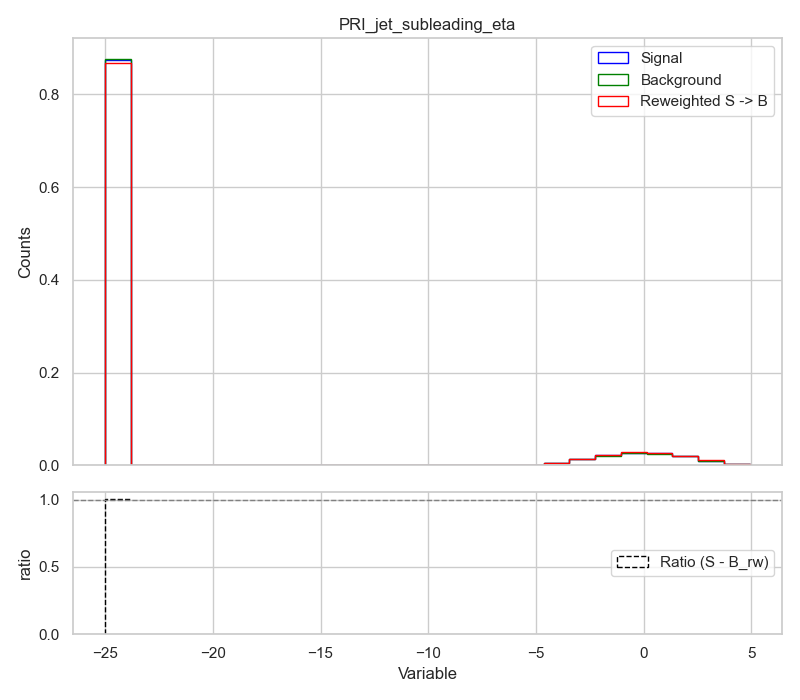 PRI_jet_subleading_eta
Signal
Background
Reweighted S -> B
0.8
0.6
0.4
0.2
0.0
Counts
1.0
0.5
0.0
ratio
Ratio (S - B_rw)
−25 −20 −15 −10 −5 0 5
Variable